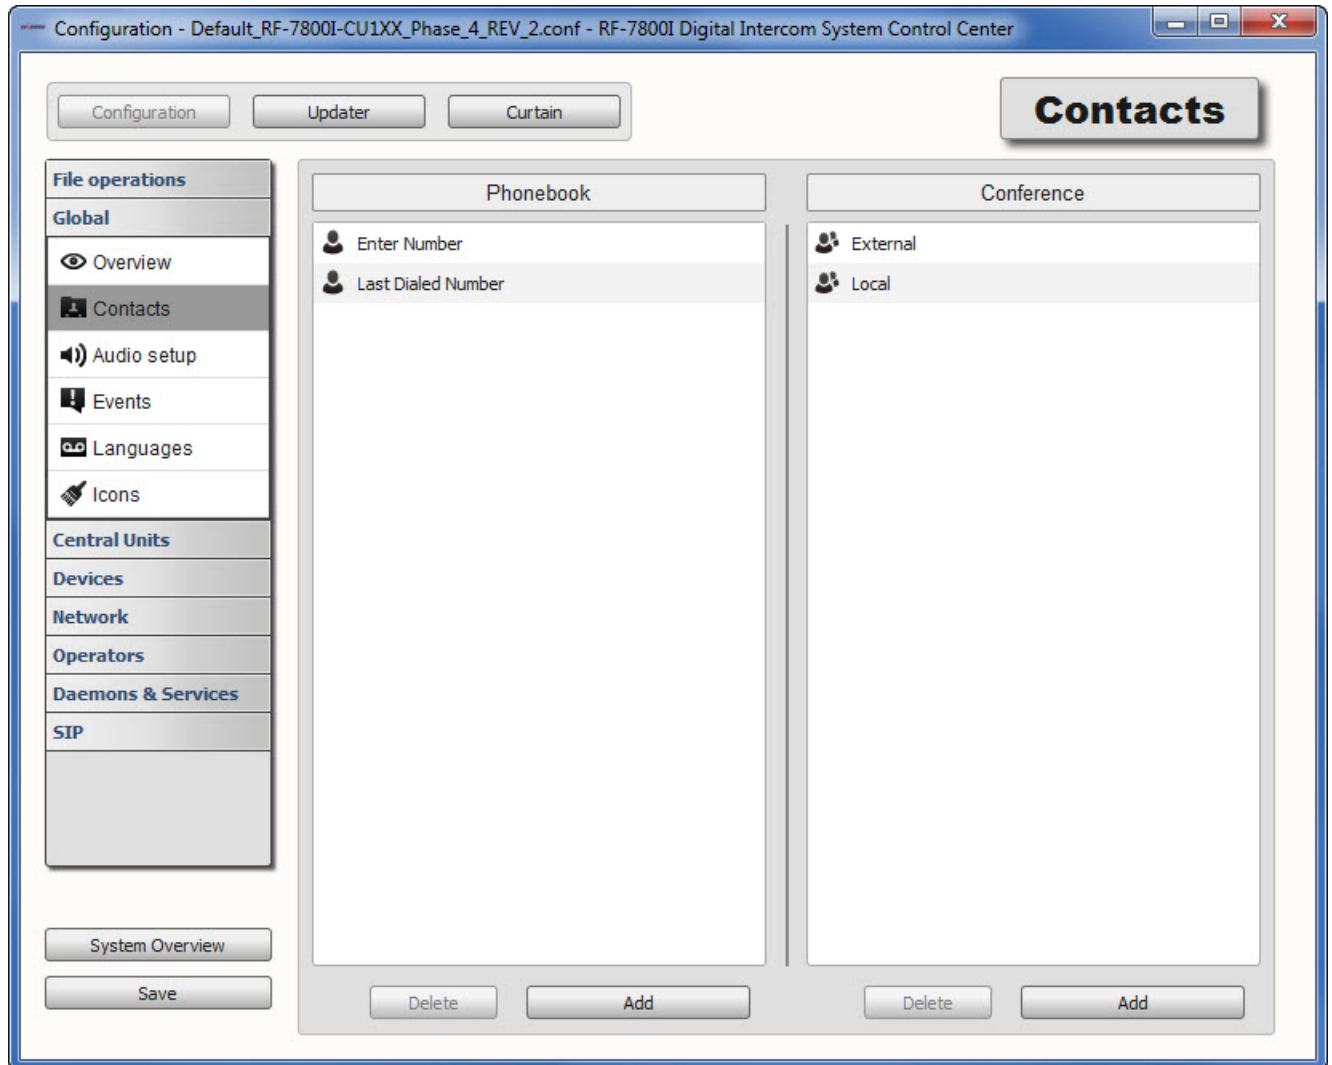 Configuration - Default_RF-7800I-CU1XX_Phase_4_REV_2.conf - RF-7800I Digital Intercom System Control Center
Configuration
Updater
Curtain
Contacts
File operations
Global
Overview
Contacts
Audio setup
Events
Languages
Icons
Central Units
Devices
Network
Operators
Daemons & Services
SIP
System Overview
Save
Phonebook
Enter Number
Last Dialed Number
Delete
Add
Conference
External
Local
Delete
Add